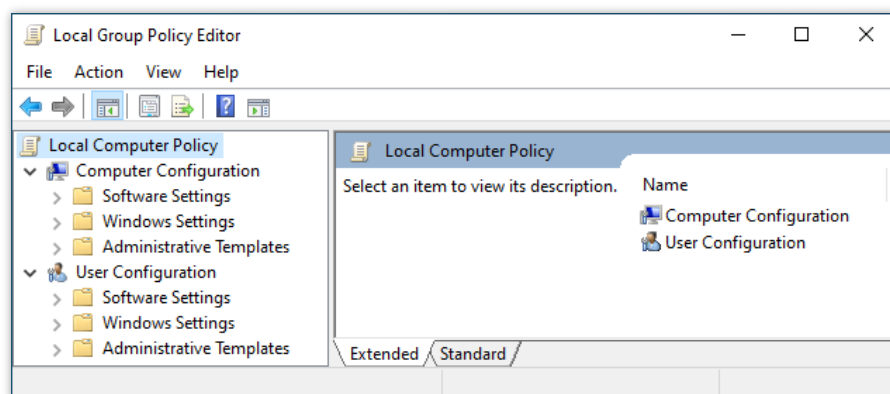 Local Group Policy Editor
File Action View Help
Local Computer Policy
Computer Configuration
Software Settings
Windows Settings
Administrative Templates
User Configuration
Software Settings
Windows Settings
Administrative Templates
Local Computer Policy
Select an item to view its description.
Name
Computer Configuration
User Configuration
Extended Standard